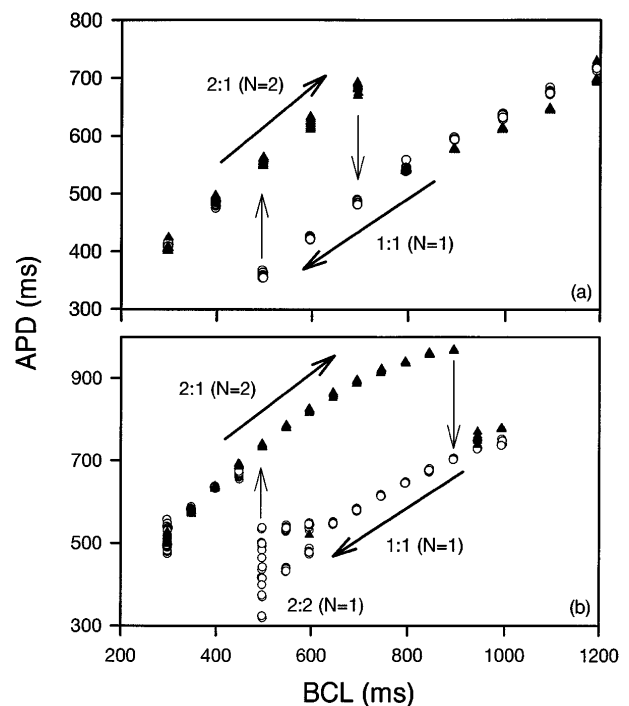 800
700
600
500
400
300
2:1 (N=2)
1:1 (N=1)
(a)
APD (ms)
900
700
500
300
2:1 (N=2)
1:1 (N=1)
2:2 (N=1)
(b)
200 400 600 800 1000 1200
BCL (ms)